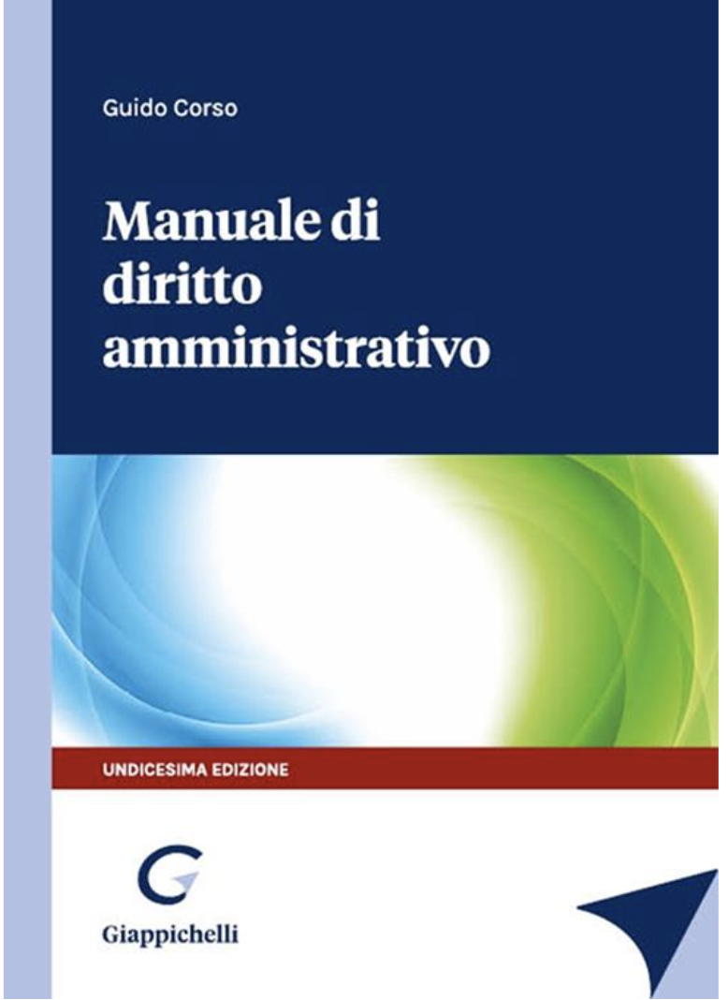 Guido Corso
Manuale di
diritto
amministrativo
UNDICESIMA EDIZIONE
Giappichelli